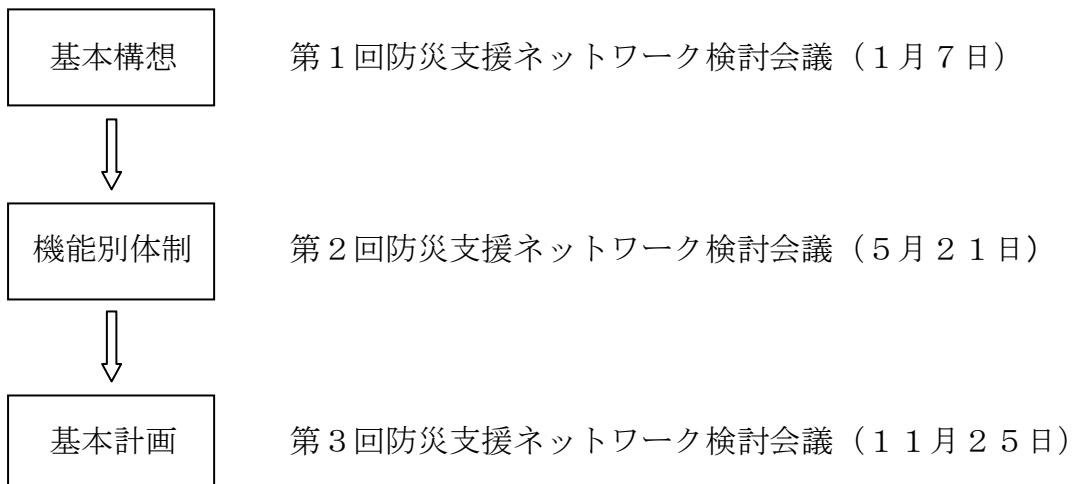 基本構想
第１回防災支援ネットワーク検討会議（１月７日）
機能別体制
第２回防災支援ネットワーク検討会議（５月２１日）
基本計画
第３回防災支援ネットワーク検討会議（１１月２５日）